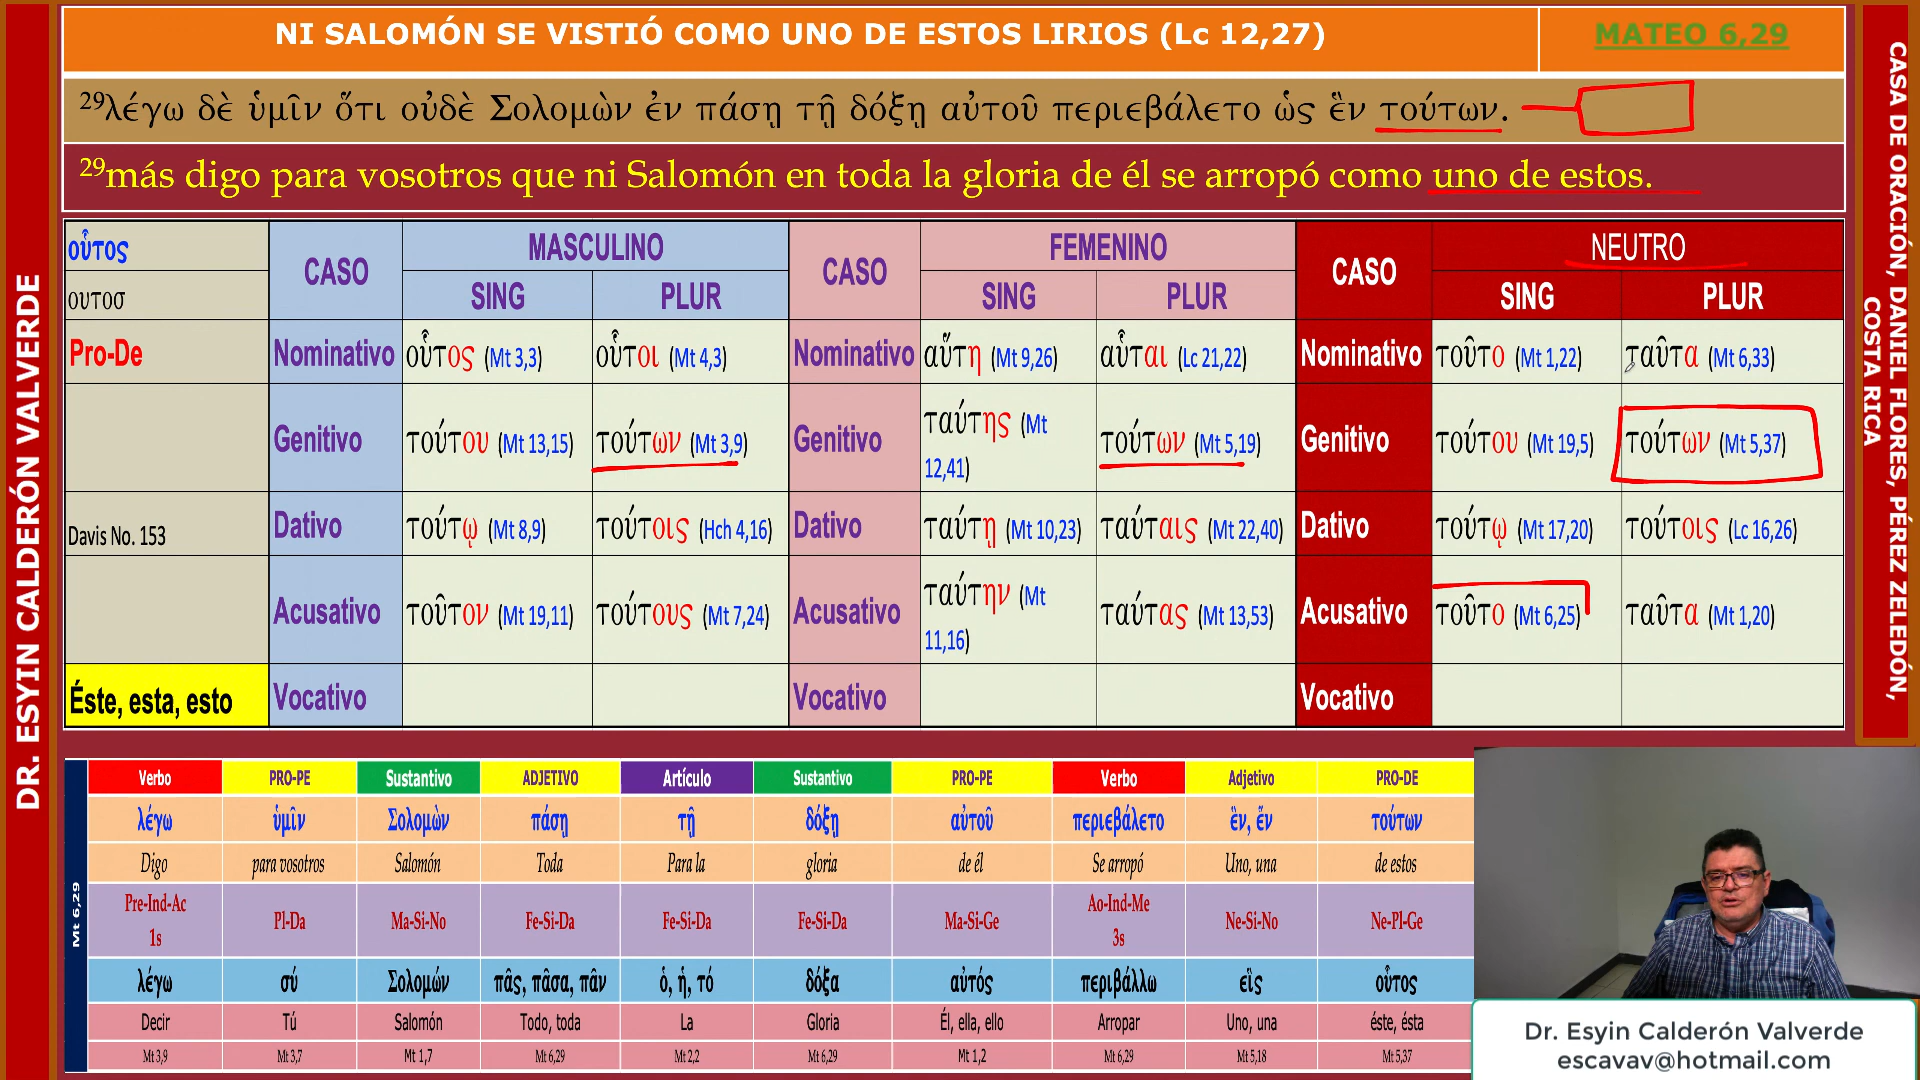 NI SALOMÓN SE VISTIÓ COMO UNO DE ESTOS LIRIOS (Lc 12,27)
MATEO 6,29
²⁹λέγω δὲ ὑμῖν ὅτι οὐδὲ Σολομὼν ἐν πάσῃ τῇ δόξῃ αὐτοῦ περιεβάλετο ὡς ἓν τούτων.
²⁹más digo para vosotros que ni Salomón en toda la gloria de él se arropó como uno de estos.
DR. ESYIN CALDERÓN VALVERDE
CASA DE ORACIÓN, DANIEL FLORES, PÉREZ ZELEDÓN,
COSTA RICA
οὗτος CASO MASCULINO CASO FEMENINO CASO NEUTRO
ουτοσ SING PLUR SING PLUR SING PLUR
Pro-De Nominativo οὗτος (Mt 3,3) οὗτοι (Mt 4,3) Nominativo αὕτη (Mt 9,26) αὗται (Lc 21,22) Nominativo τοῦτο (Mt 1,22) ταῦτα (Mt 6,33)
Genitivo τούτου (Mt 13,15) τούτων (Mt 3,9) Genitivo ταύτης (Mt 12,41) τούτων (Mt 5,19) Genitivo τούτου (Mt 19,5) τούτων (Mt 5,37)
Davis No. 153 Dativo τούτῳ (Mt 8,9) τούτοις (Hch 4,16) Dativo ταύτῃ (Mt 10,23) ταύταις (Mt 22,40) Dativo τούτῳ (Mt 17,20) τούτοις (Lc 16,26)
Acusativo τοῦτον (Mt 19,11) τούτους (Mt 7,24) Acusativo ταύτην (Mt 11,16) ταύτας (Mt 13,53) Acusativo τοῦτο (Mt 6,25) ταῦτα (Mt 1,20)
Éste, esta, esto Vocativo Vocativo Vocativo
Mt 6,29
Verbo PRO-PE Sustantivo ADJETIVO Artículo Sustantivo PRO-PE Verbo Adjetivo PRO-DE
λέγω ὑμῖν Σολομὼν πάσῃ τῇ δόξῃ αὐτοῦ περιεβάλετο ἓν, ἕν τούτων
Digo para vosotros Salomón Toda Para la gloria de él Se arropó Uno, una de estos
Pre-Ind-Ac 1s Pl-Da Ma-Si-No Fe-Si-Da Fe-Si-Da Fe-Si-Da Ma-Si-Ge Ao-Ind-Me 3s Ne-Si-No Ne-Pl-Ge
λέγω σύ Σολομών πᾶς, πᾶσα, πᾶν ὁ, ἡ, τό δόξα αὐτός περιβάλλω εἷς οὗτος
Decir Tú Salomón Todo, toda La Gloria Él, ella, ello Arropar Uno, una éste, ésta
Mt 3,9 Mt 3,7 Mt 1,7 Mt 6,29 Mt 2,2 Mt 6,29 Mt 1,2 Mt 6,29 Mt 5,18 Mt 5,37
Dr. Esyin Calderón Valverde
escavav@hotmail.com